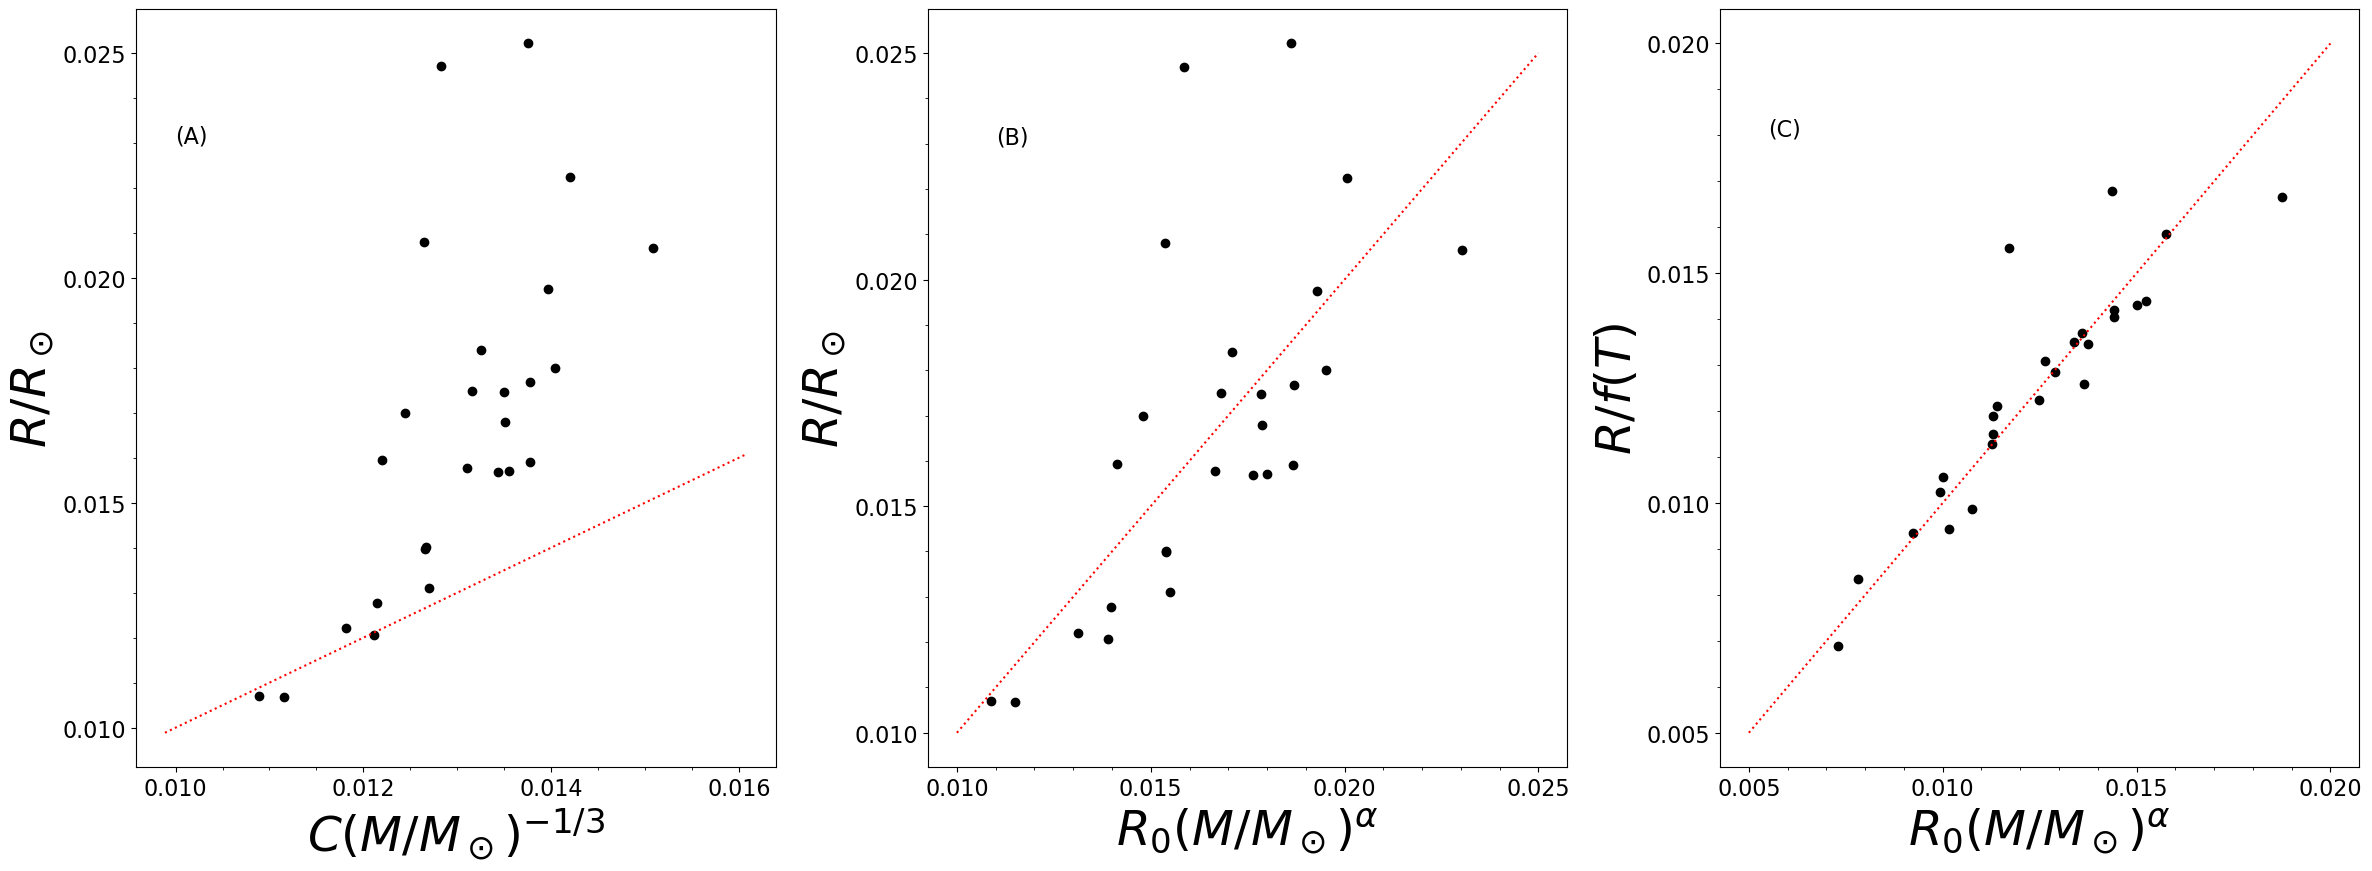 (A)
0.025
0.020
0.015
0.010
R/R⊙
0.010 0.012 0.014 0.016
C(M/M⊙)^{-1/3}
(B)
0.025
0.020
0.015
0.010
R/R⊙
0.010 0.015 0.020 0.025
R₀(M/M⊙)^α
(C)
0.020
0.015
0.010
0.005
R/f(T)
0.005 0.010 0.015 0.020
R₀(M/M⊙)^α